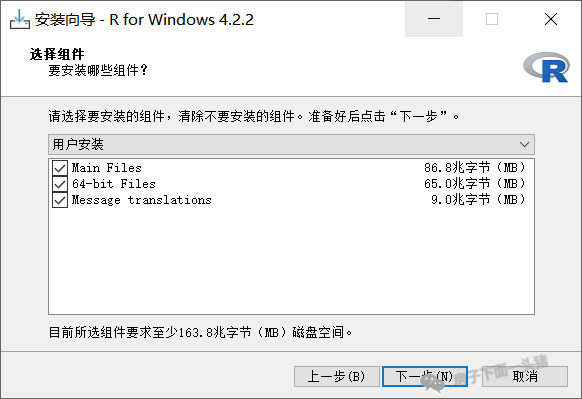 安装向导 - R for Windows 4.2.2
选择组件
要安装哪些组件？
R
请选择要安装的组件，清除不要安装的组件。准备好后点击“下一步”。
用户安装
Main Files 86.8兆字节（MB）
64-bit Files 65.0兆字节（MB）
Message translations 9.0兆字节（MB）
目前所选组件要求至少163.8兆字节（MB）磁盘空间。
上一步(B) 下一步(N) 取消
下面一头猪